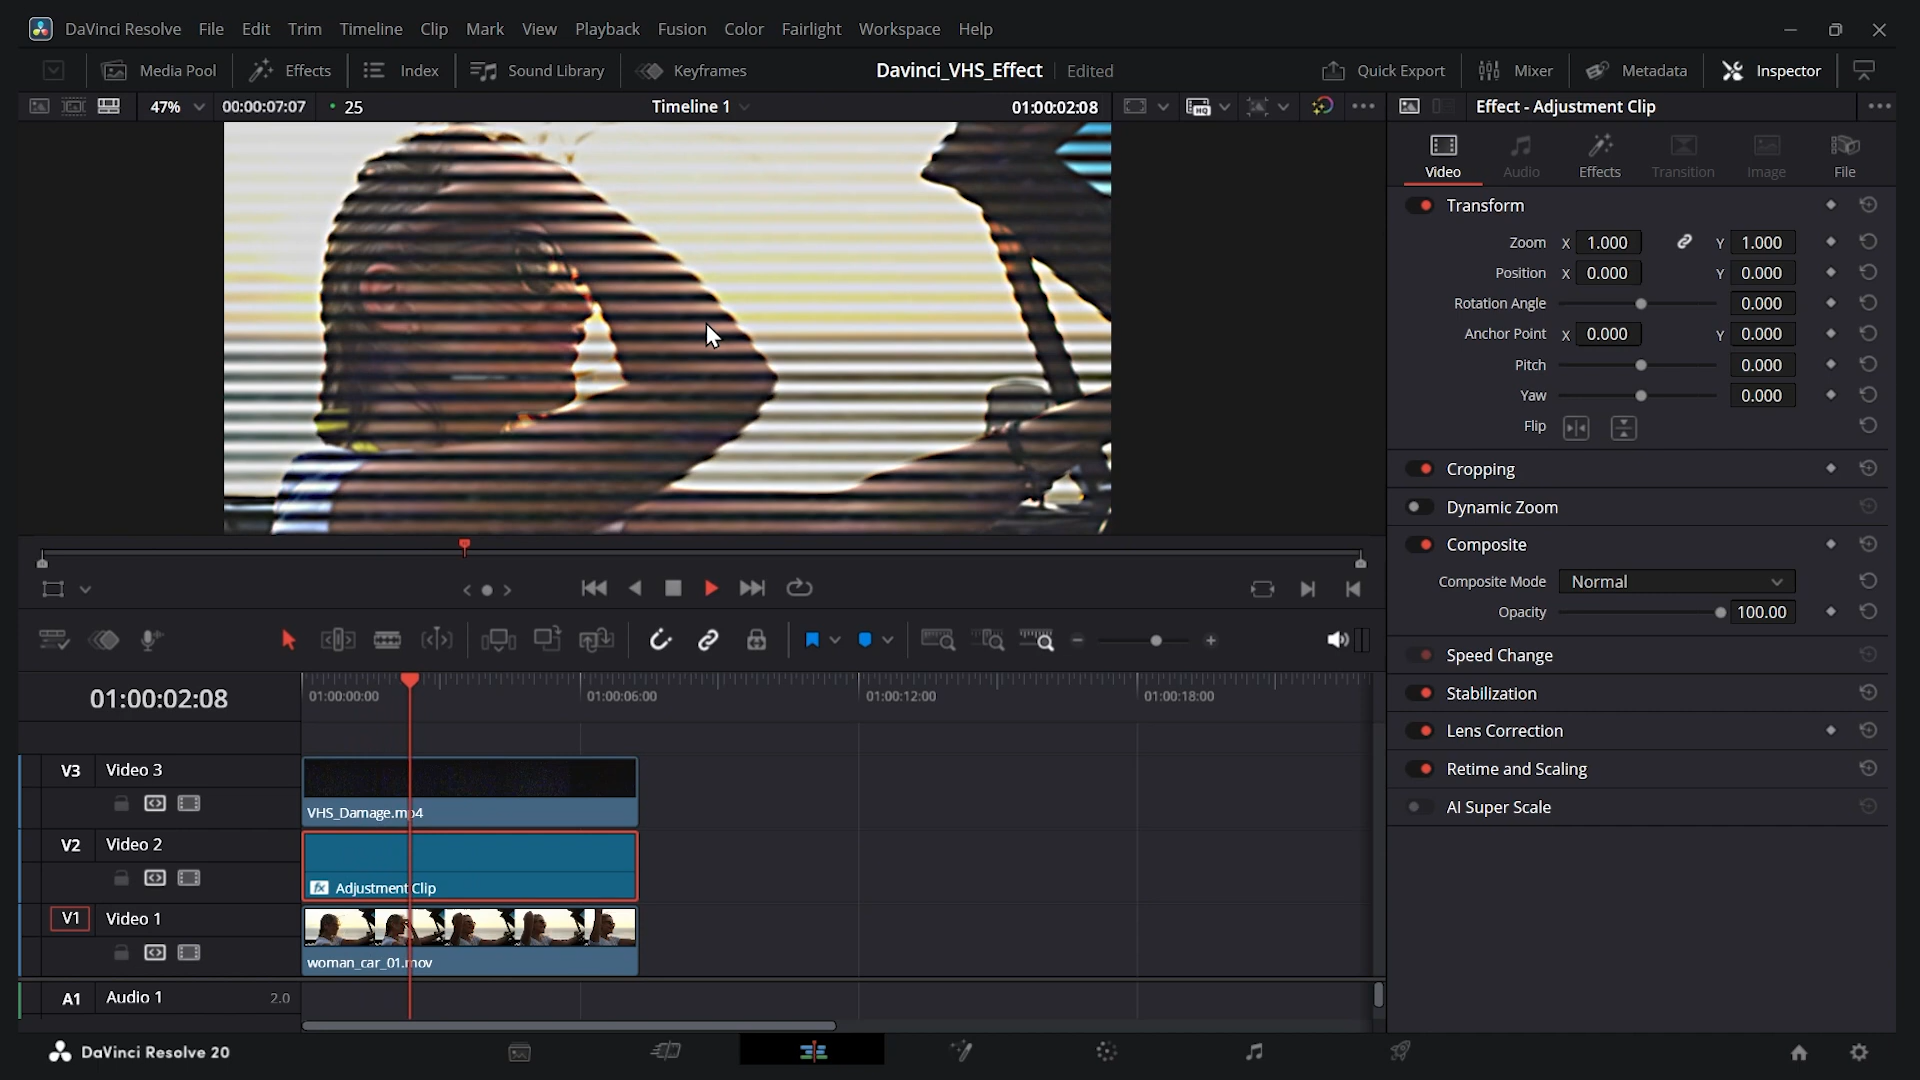 DaVinci Resolve File Edit Trim Timeline Clip Mark View Playback Fusion Color Fairlight Workspace Help
Media Pool Effects Index Sound Library Keyframes Davinci_VHS_Effect Edited Quick Export Mixer Metadata Inspector
47% 00:00:07:07 25 Timeline 1 01:00:02:08 HQ Effect - Adjustment Clip
Video Audio Effects Transition Image File
Transform
Zoom X 1.000 Y 1.000
Position X 0.000 Y 0.000
Rotation Angle 0.000
Anchor Point X 0.000 Y 0.000
Pitch 0.000
Yaw 0.000
Flip
Cropping
Dynamic Zoom
Composite
Composite Mode Normal
Opacity 100.00
Speed Change
Stabilization
Lens Correction
Retime and Scaling
AI Super Scale
01:00:02:08 01:00:00:00 01:00:06:00 01:00:12:00 01:00:18:00
V3 Video 3
VHS_Damage.mp4
V2 Video 2
fx Adjustment Clip
V1 Video 1
woman_car_01.mov
A1 Audio 1 2.0
DaVinci Resolve 20